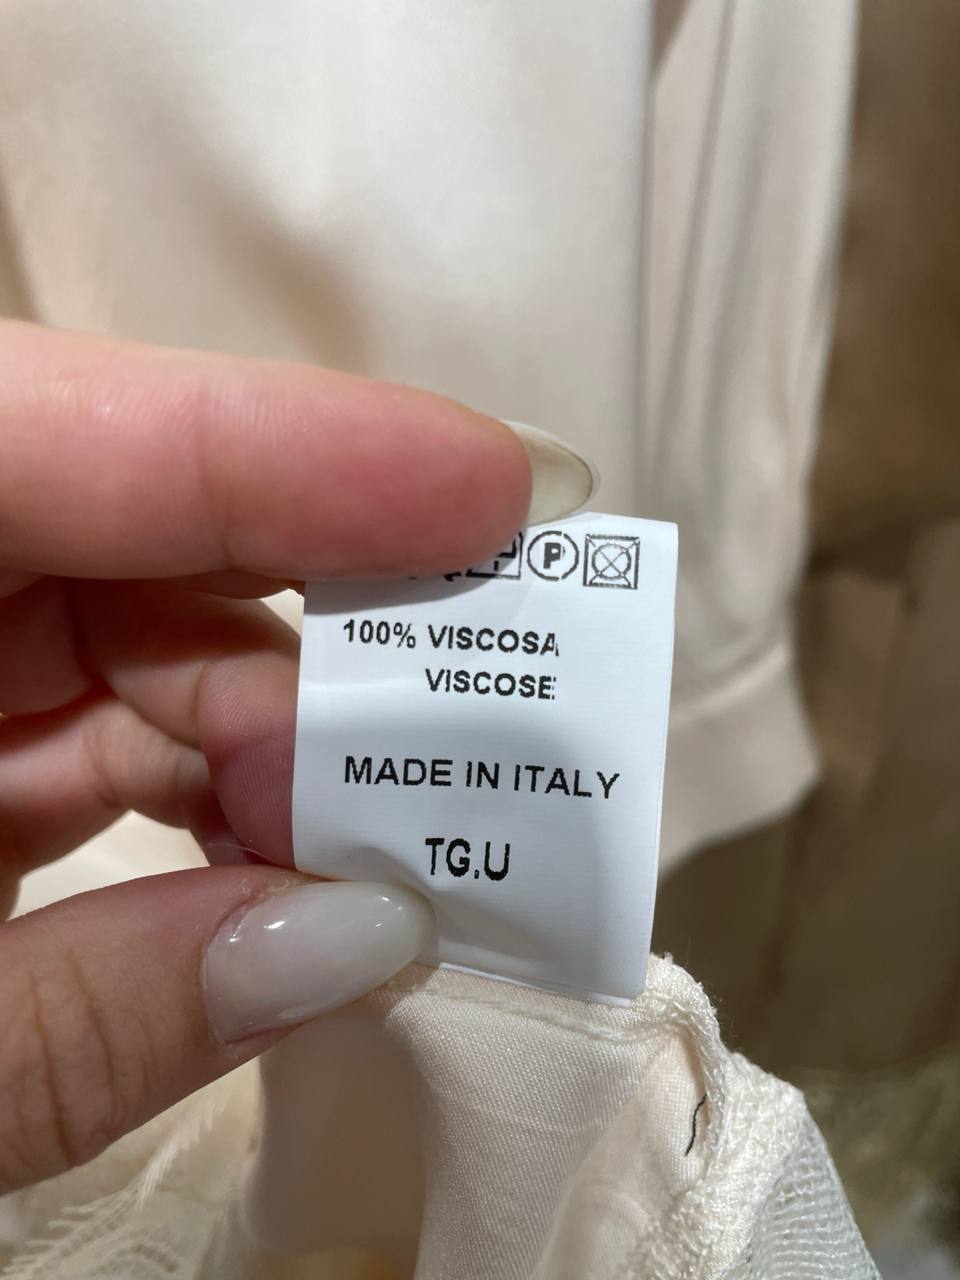 P
100% VISCOSA
VISCOSE
MADE IN ITALY
TG.U